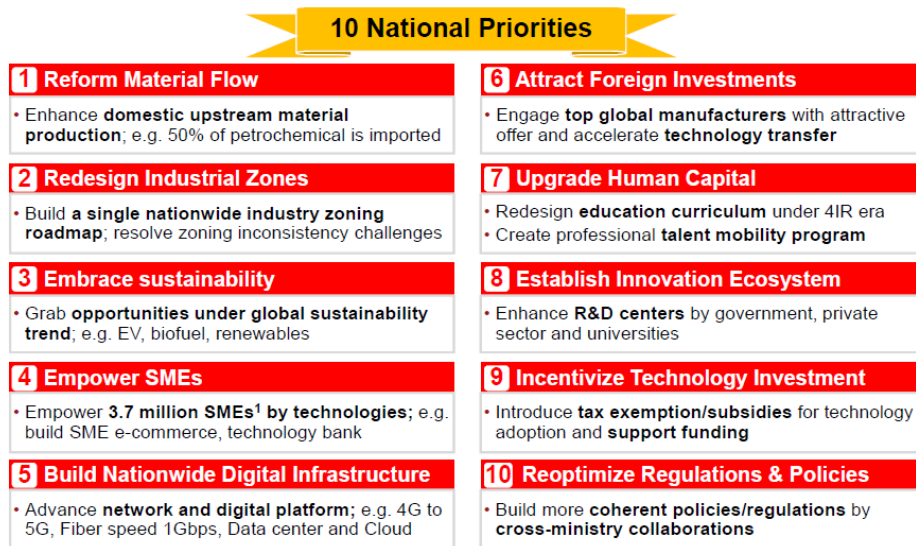 10 National Priorities
1 Reform Material Flow
• Enhance domestic upstream material
production; e.g. 50% of petrochemical is imported
2 Redesign Industrial Zones
• Build a single nationwide industry zoning
roadmap; resolve zoning inconsistency challenges
3 Embrace sustainability
• Grab opportunities under global sustainability
trend; e.g. EV, biofuel, renewables
4 Empower SMEs
• Empower 3.7 million SMEs¹ by technologies; e.g.
build SME e-commerce, technology bank
5 Build Nationwide Digital Infrastructure
• Advance network and digital platform; e.g. 4G to
5G, Fiber speed 1Gbps, Data center and Cloud
6 Attract Foreign Investments
• Engage top global manufacturers with attractive
offer and accelerate technology transfer
7 Upgrade Human Capital
• Redesign education curriculum under 4IR era
• Create professional talent mobility program
8 Establish Innovation Ecosystem
• Enhance R&D centers by government, private
sector and universities
9 Incentivize Technology Investment
• Introduce tax exemption/subsidies for technology
adoption and support funding
10 Reoptimize Regulations & Policies
• Build more coherent policies/regulations by
cross-ministry collaborations